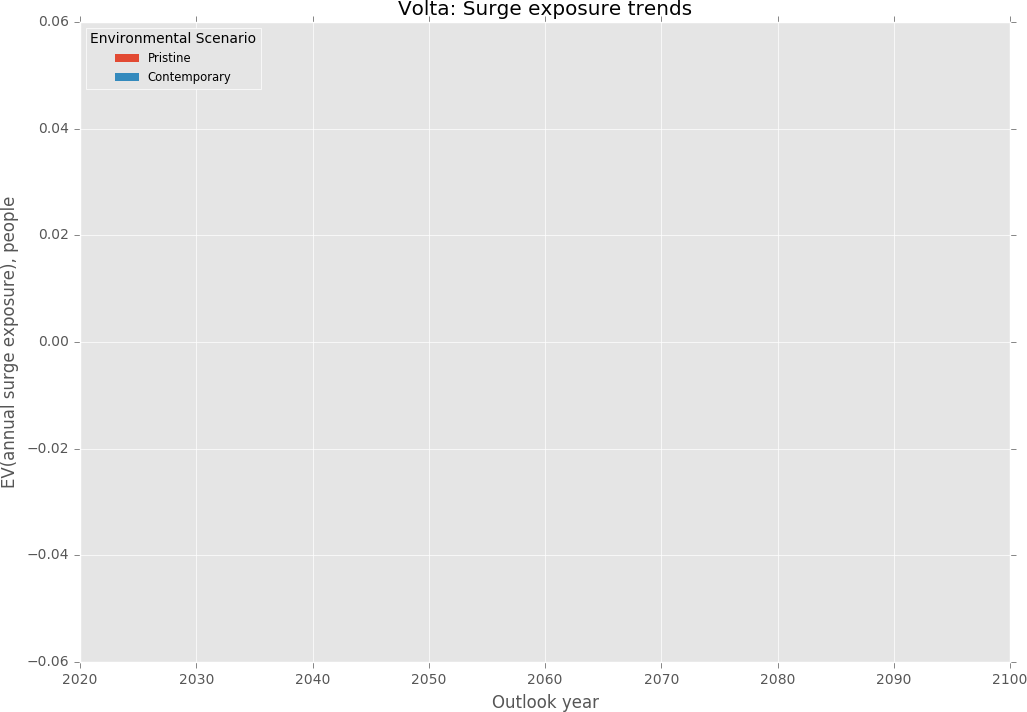 Volta: Surge exposure trends
Environmental Scenario
Pristine
Contemporary
EV(annual surge exposure), people
0.06
0.04
0.02
0.00
−0.02
−0.04
−0.06
2020 2030 2040 2050 2060 2070 2080 2090 2100
Outlook year